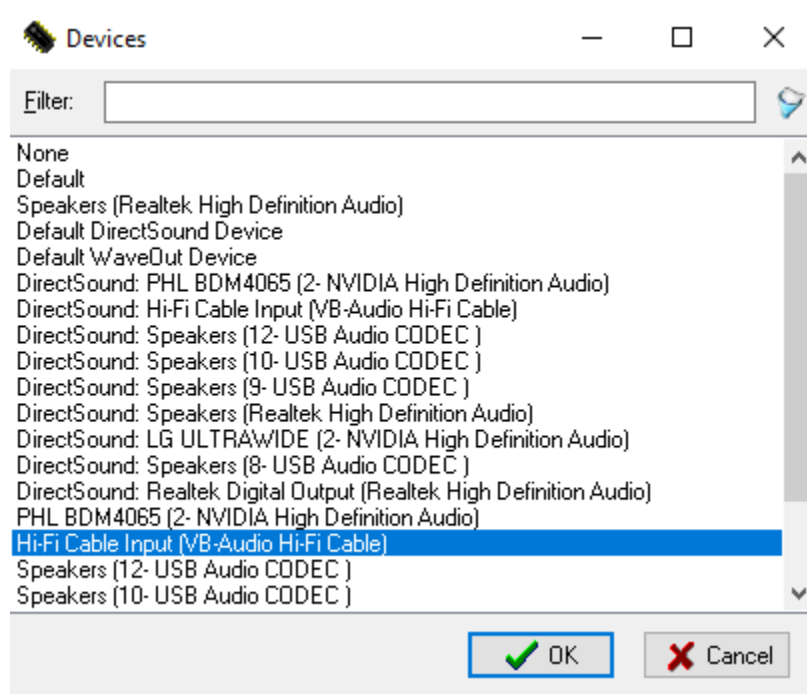 Devices
Filter:
None
Default
Speakers (Realtek High Definition Audio)
Default DirectSound Device
Default WaveOut Device
DirectSound: PHL BDM4065 (2- NVIDIA High Definition Audio)
DirectSound: Hi-Fi Cable Input (VB-Audio Hi-Fi Cable)
DirectSound: Speakers (12- USB Audio CODEC )
DirectSound: Speakers (10- USB Audio CODEC )
DirectSound: Speakers (9- USB Audio CODEC )
DirectSound: Speakers (Realtek High Definition Audio)
DirectSound: LG ULTRAWIDE (2- NVIDIA High Definition Audio)
DirectSound: Speakers (8- USB Audio CODEC )
DirectSound: Realtek Digital Output (Realtek High Definition Audio)
PHL BDM4065 (2- NVIDIA High Definition Audio)
Hi-Fi Cable Input (VB-Audio Hi-Fi Cable)
Speakers (12- USB Audio CODEC )
Speakers (10- USB Audio CODEC )
OK Cancel